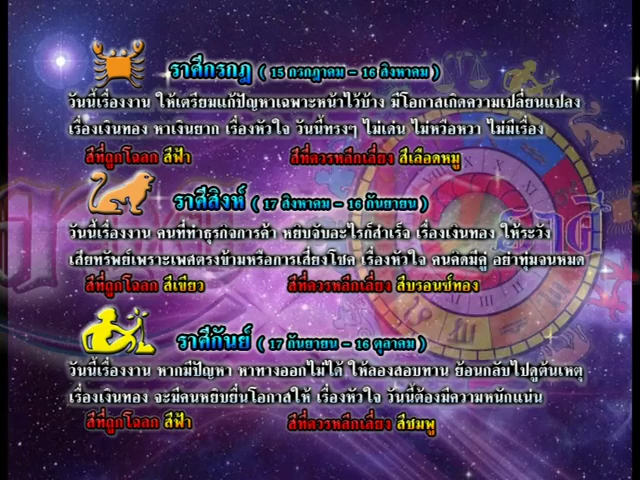 ราศีกรกฎ ( 15 กรกฎาคม - 16 สิงหาคม )
วันนี้เรื่องงาน ให้เตรียมแก้ปัญหาเฉพาะหน้าไว้บ้าง มีโอกาสเกิดความเปลี่ยนแปลง
เรื่องเงินทอง หาเงินยาก เรื่องหัวใจ วันนี้ทรงๆ ไม่เด่น ไม่หวือหวา ไม่มีเรื่อง
สีที่ถูกโฉลก สีฟ้า สีที่ควรหลีกเลี่ยง สีเลือดหมู
ราศีสิงห์ ( 17 สิงหาคม - 16 กันยายน )
วันนี้เรื่องงาน คนที่ทำธุรกิจการค้า หยิบจับอะไรก็สำเร็จ เรื่องเงินทอง ให้ระวัง
เสียทรัพย์เพราะเพศตรงข้ามหรือการเสี่ยงโชค เรื่องหัวใจ คนคิดมีคู่ อย่าทุ่มจนหมด
สีที่ถูกโฉลก สีเขียว สีที่ควรหลีกเลี่ยง สีบรอนซ์ทอง
ราศีกันย์ ( 17 กันยายน - 16 ตุลาคม )
วันนี้เรื่องงาน หากมีปัญหา หาทางออกไม่ได้ ให้ลองสอบทาน ย้อนกลับไปดูต้นเหตุ
เรื่องเงินทอง จะมีคนหยิบยื่นโอกาสให้ เรื่องหัวใจ วันนี้ต้องมีความหนักแน่น
สีที่ถูกโฉลก สีฟ้า สีที่ควรหลีกเลี่ยง สีชมพู